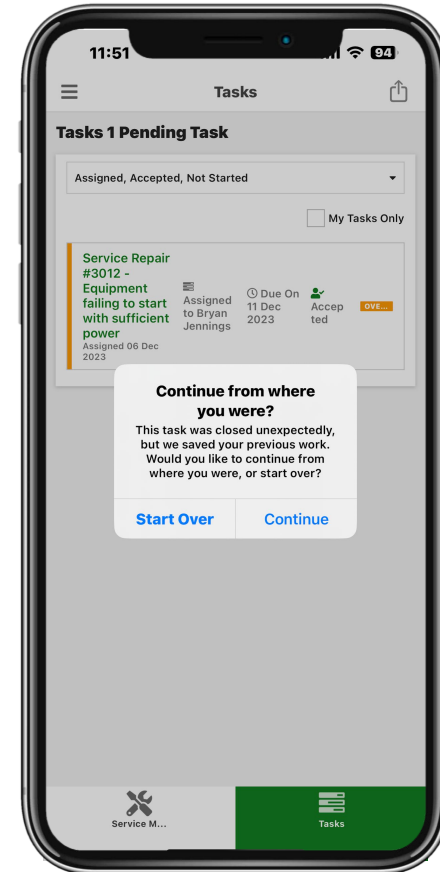 11:51
94
Tasks
Tasks 1 Pending Task
Assigned, Accepted, Not Started
My Tasks Only
Service Repair
#3012 -
Equipment
failing to start
with sufficient
power
Assigned 06 Dec
2023
Assigned
to Bryan
Jennings
Due On
11 Dec
2023
Accep
ted
OVE...
Continue from where
you were?
This task was closed unexpectedly,
but we saved your previous work.
Would you like to continue from
where you were, or start over?
Start Over
Continue
Service M...
Tasks